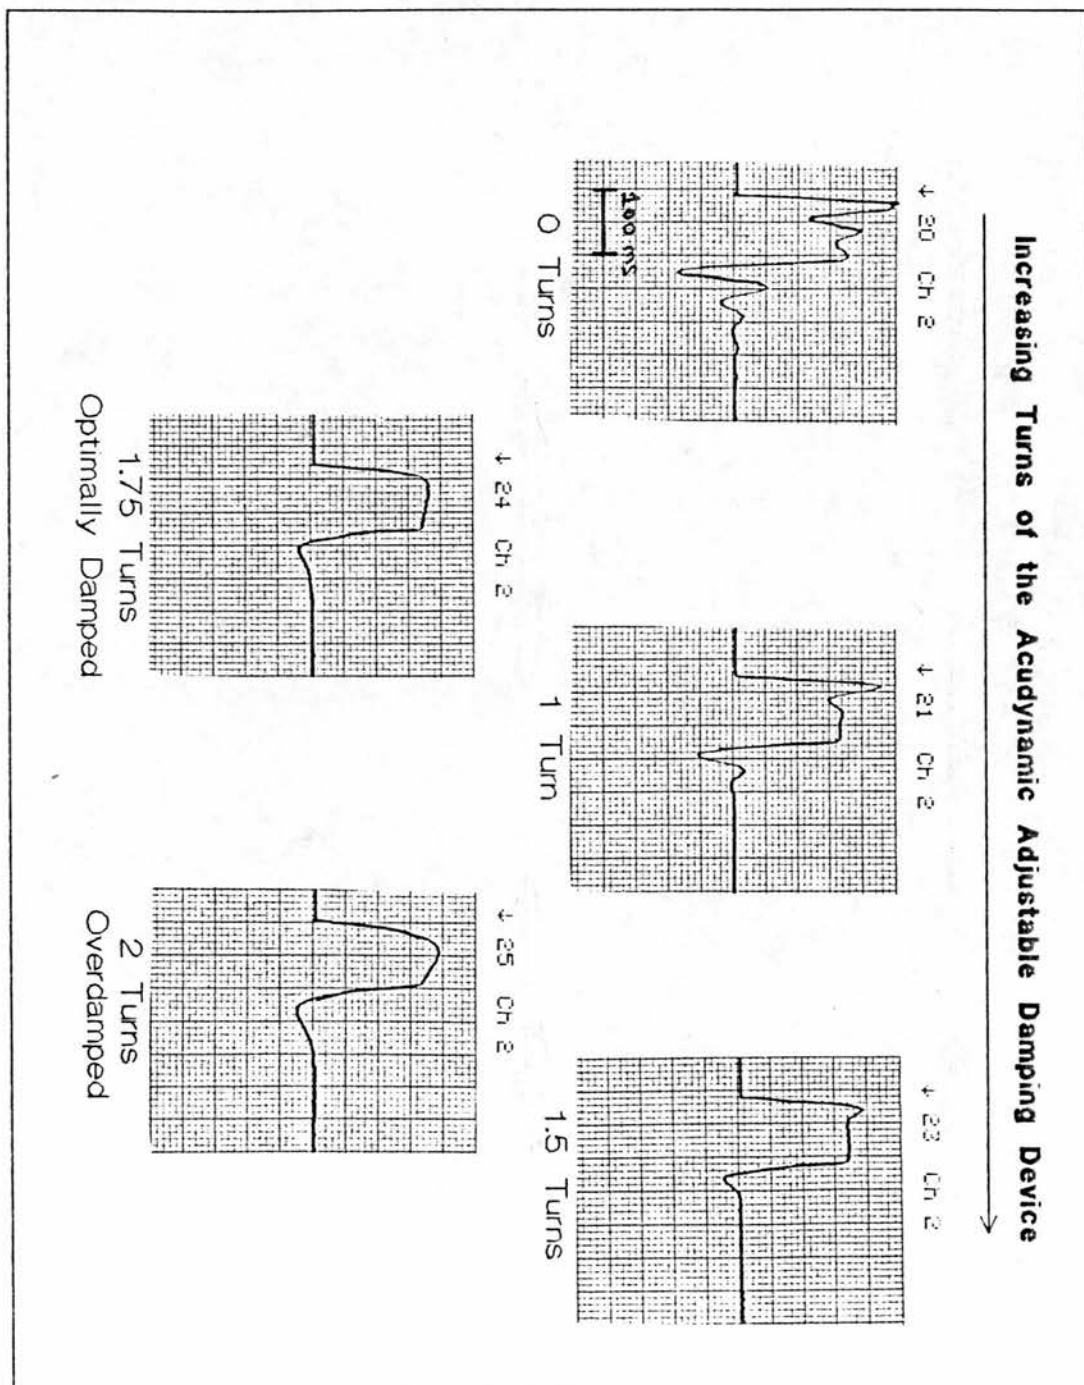 Increasing Turns of the Acudynamic Adjustable Damping Device
↓ 20 Ch 2
100 ms
0 Turns
↓ 21 Ch 2
1 Turn
↓ 23 Ch 2
1.5 Turns
↓ 24 Ch 2
1.75 Turns
Optimally Damped
↓ 25 Ch 2
2 Turns
Overdamped